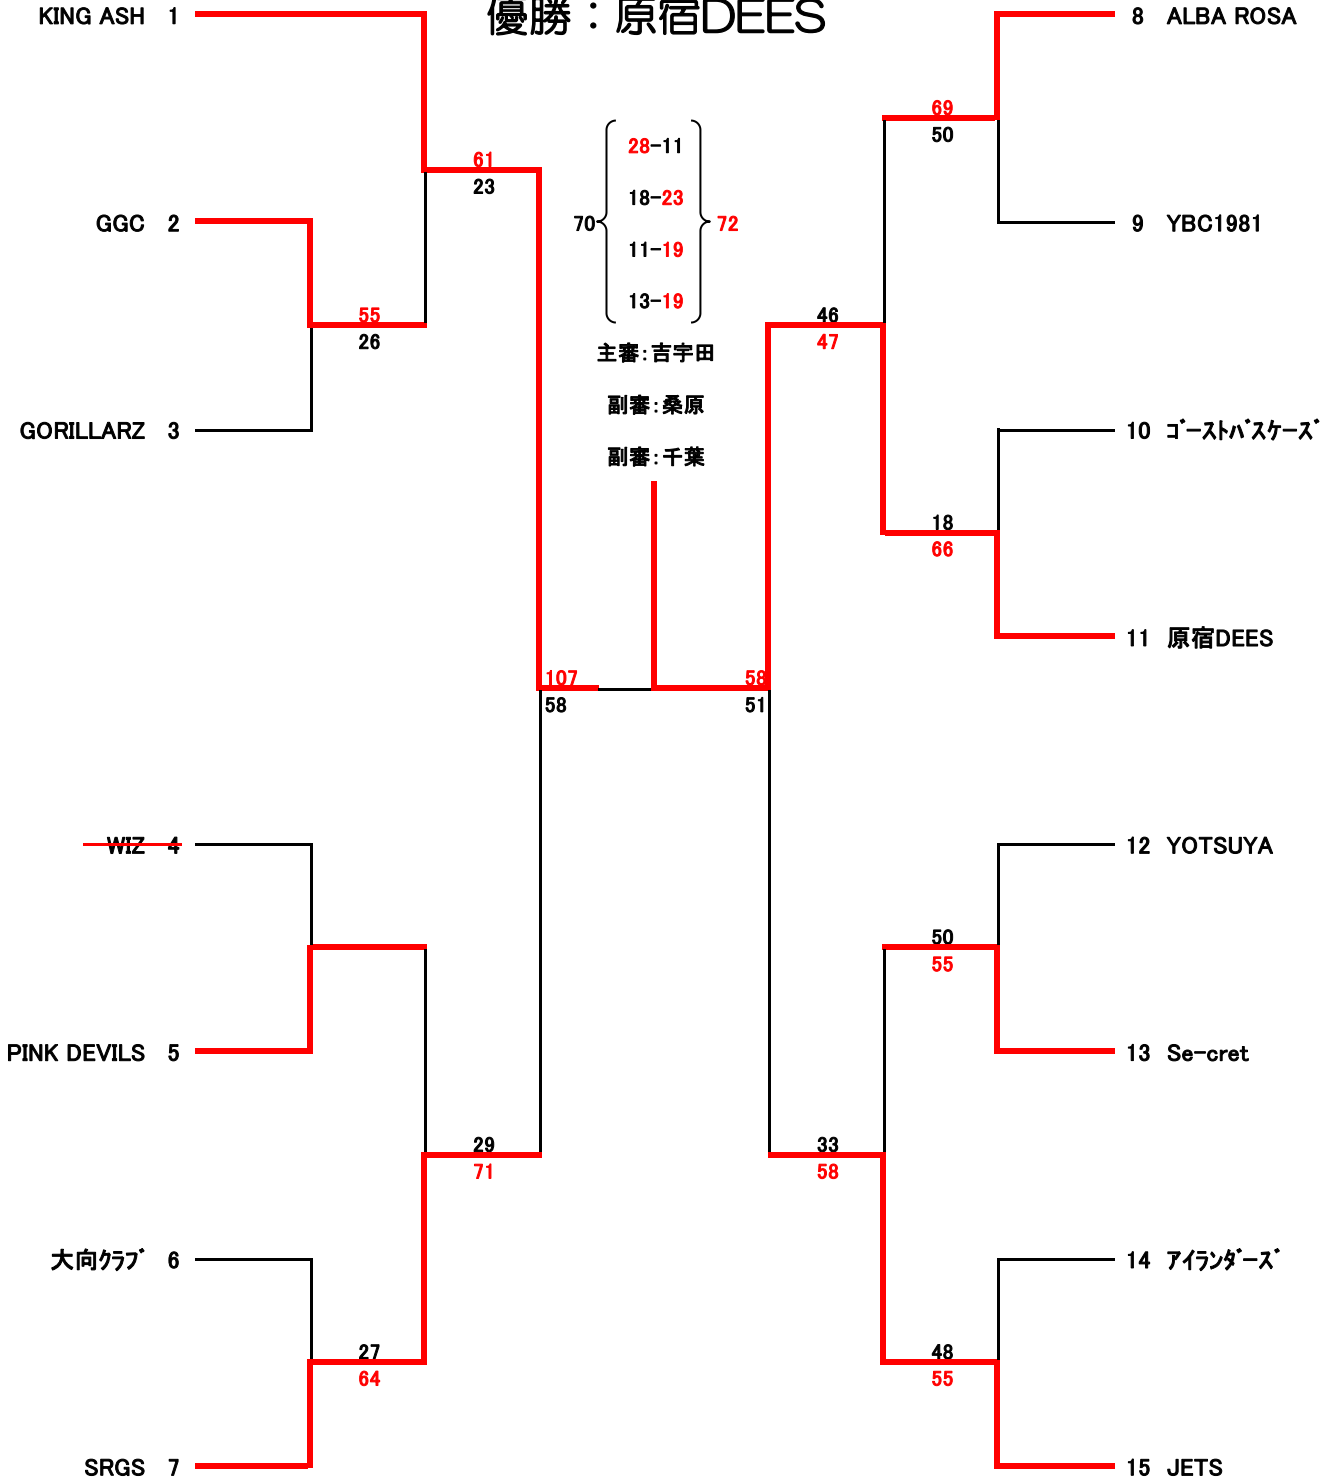 優勝：原宿DEES
KING ASH 1
61
23
GGC 2
55
26
GORILLARZ 3
WIZ 4
PINK DEVILS 5
29
71
大向ｸﾗﾌﾞ 6
27
64
SRGS 7
107
58
28-11
18-23
70
72
11-19
13-19
主審：吉宇田
副審：桑原
副審：千葉
58
51
8 ALBA ROSA
69
50
9 YBC1981
46
47
10 ｺﾞｰｽﾄﾊﾞｽｹｰｽﾞ
18
66
11 原宿DEES
12 YOTSUYA
50
55
13 Se-cret
33
58
14 ｱｲﾗﾝﾀﾞｰｽﾞ
48
55
15 JETS